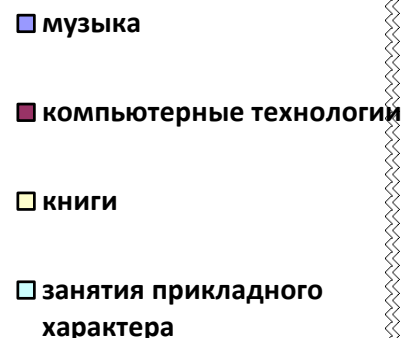 музыка
компьютерные технологии
книги
занятия прикладного
характера